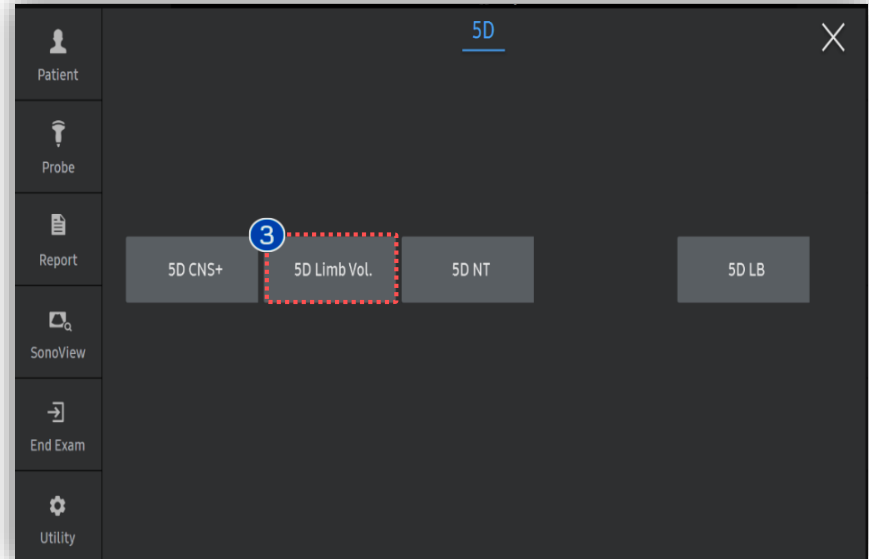 5D
Patient
Probe
Report
SonoView
End Exam
Utility
3
5D CNS+
5D Limb Vol.
5D NT
5D LB